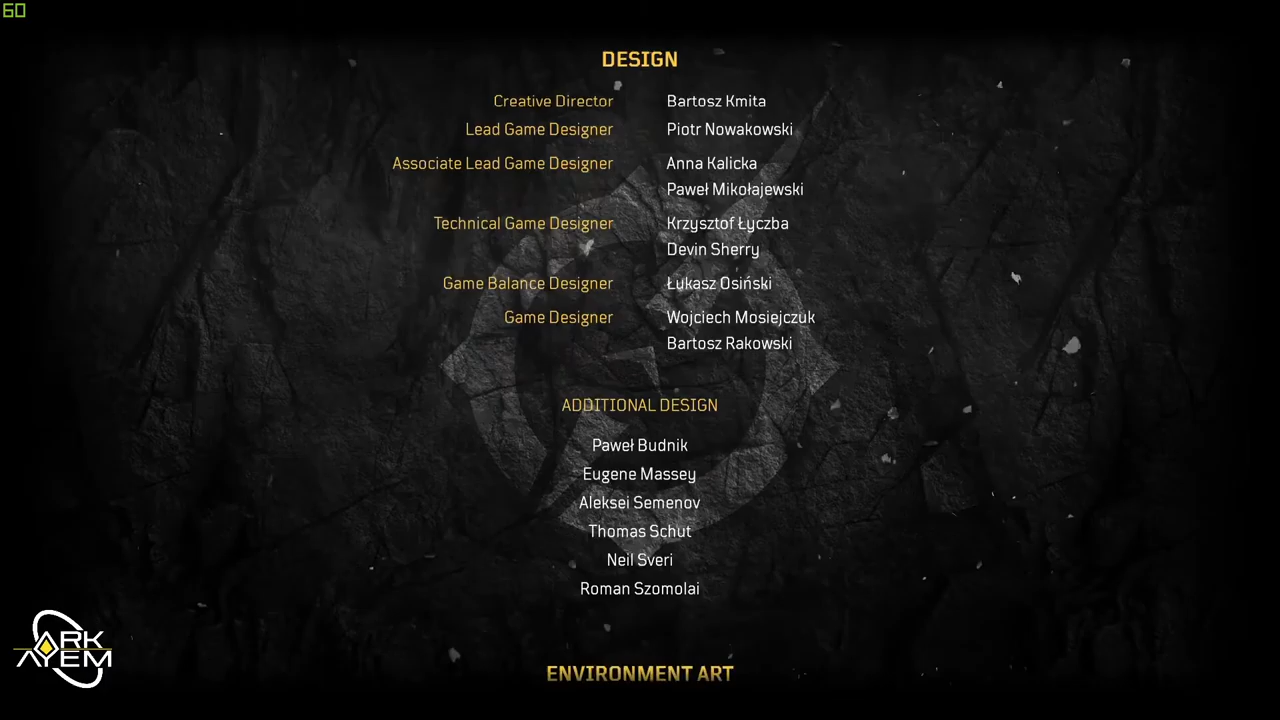 60
DESIGN
Creative Director Bartosz Kmita
Lead Game Designer Piotr Nowakowski
Associate Lead Game Designer Anna Kalicka
Paweł Mikołajewski
Technical Game Designer Krzysztof Łyczba
Devin Sherry
Game Balance Designer Łukasz Osiński
Game Designer Wojciech Mosiejczuk
Bartosz Rakowski
ADDITIONAL DESIGN
Paweł Budnik
Eugene Massey
Aleksei Semenov
Thomas Schut
Neil Sveri
Roman Szomolai
ARK
AYEM
ENVIRONMENT ART